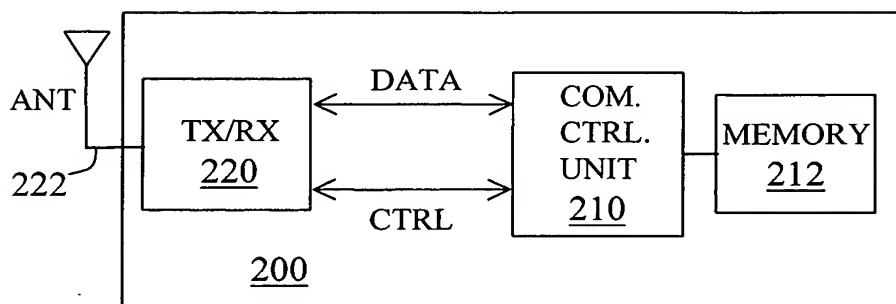 ANT
222
TX/RX
220
DATA
CTRL
COM.
CTRL.
UNIT
210
MEMORY
212
200